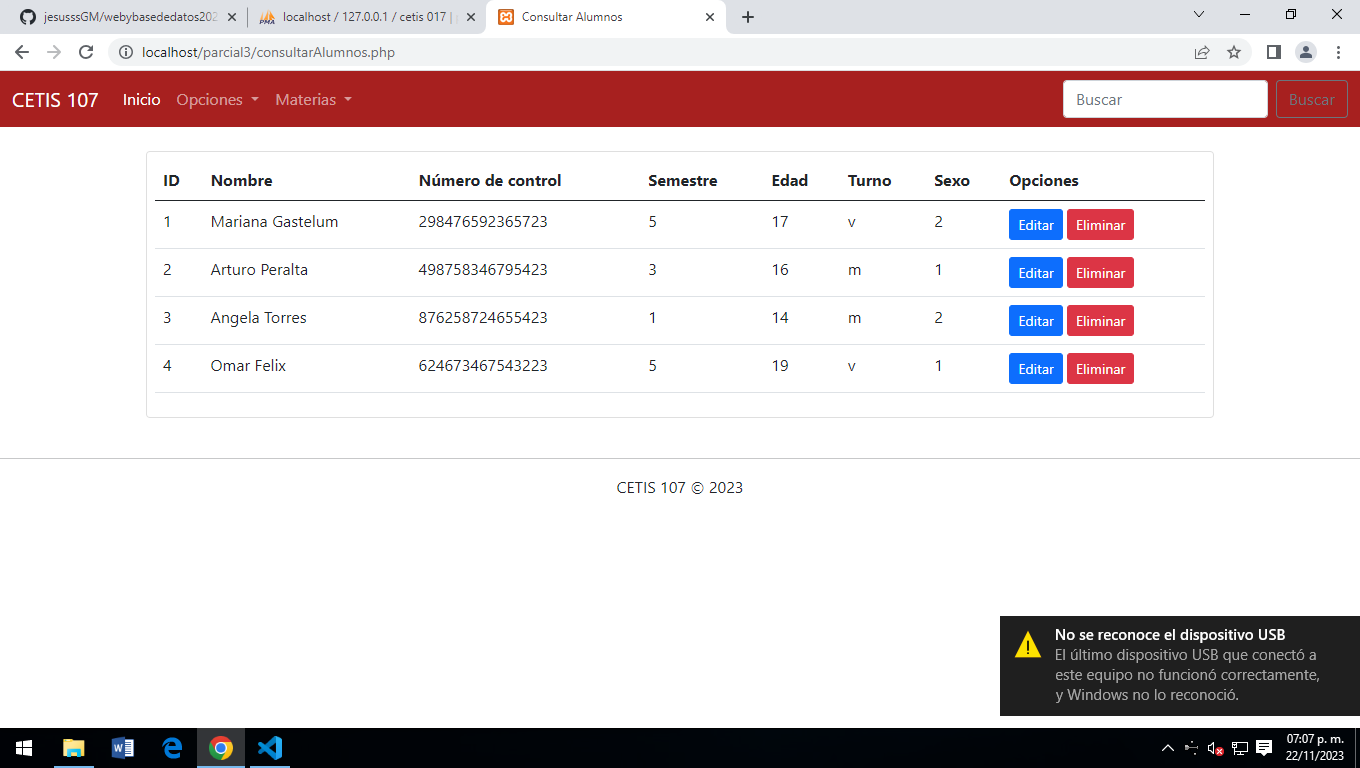 jesusssGM/webybasededatos202
localhost / 127.0.0.1 / cetis 017 |
Consultar Alumnos
localhost/parcial3/consultarAlumnos.php
CETIS 107 Inicio Opciones Materias Buscar Buscar
ID Nombre Número de control Semestre Edad Turno Sexo Opciones
1 Mariana Gastelum 298476592365723 5 17 v 2 Editar Eliminar
2 Arturo Peralta 498758346795423 3 16 m 1 Editar Eliminar
3 Angela Torres 876258724655423 1 14 m 2 Editar Eliminar
4 Omar Felix 624673467543223 5 19 v 1 Editar Eliminar
CETIS 107 © 2023
No se reconoce el dispositivo USB
El último dispositivo USB que conectó a
este equipo no funcionó correctamente,
y Windows no lo reconoció.
07:07 p. m.
22/11/2023